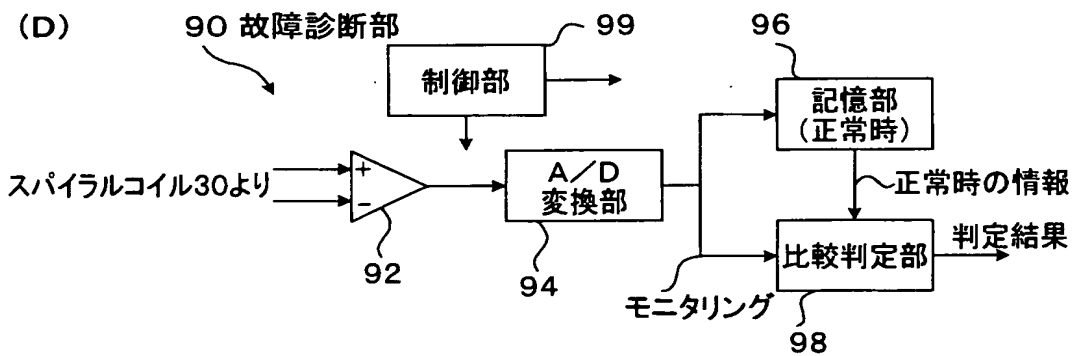 (D)
90 故障診断部
99
制御部
96
記憶部
(正常時)
スパイラルコイル30より
+
-
92
A/D
変換部
94
正常時の情報
比較判定部
判定結果
モニタリング
98